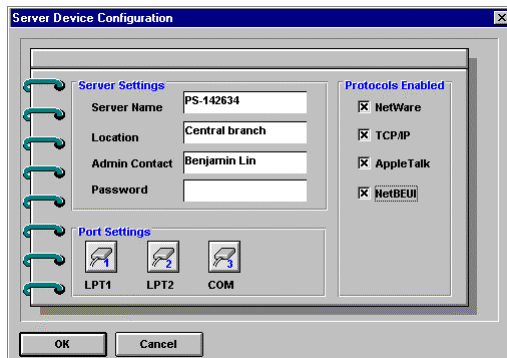 Server Device Configuration
Server Settings
Server Name PS-142634
Location Central branch
Admin Contact Benjamin Lin
Password
Protocols Enabled
NetWare
TCP/IP
AppleTalk
NetBEUI
Port Settings
1 2 3
LPT1 LPT2 COM
OK Cancel